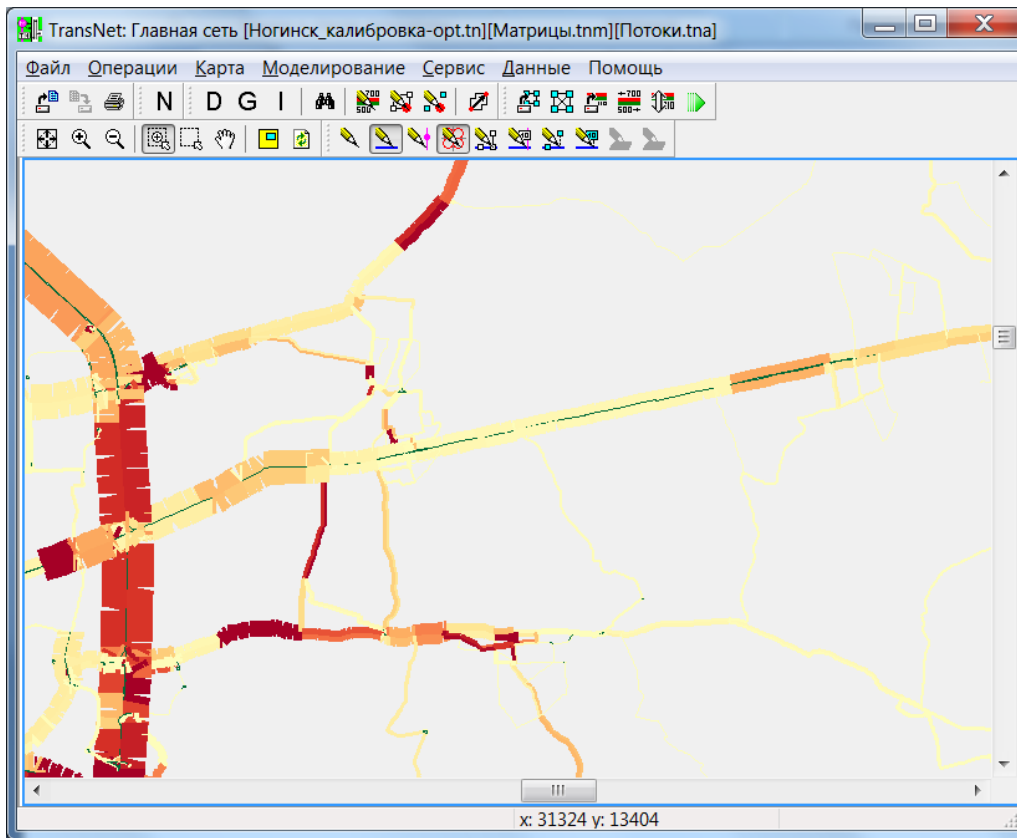 TransNet: Главная сеть [Ногинск_калибровка-opt.tn][Матрицы.tnm][Потоки.tna]
Файл Операции Карта Моделирование Сервис Данные Помощь
N D G I
x: 31324 y: 13404